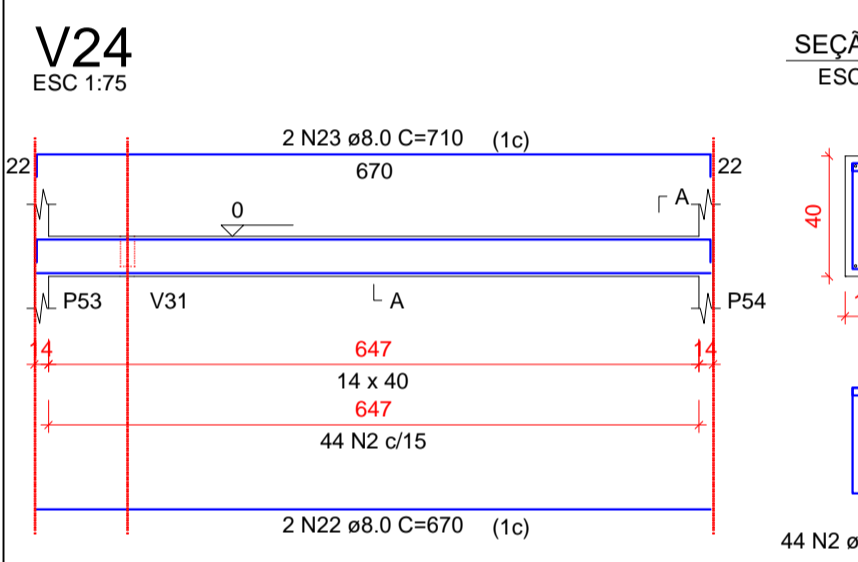 V24
ESC 1:75
2 N23 ø8.0 C=710 (1c)
22
670
22
A
0
P53
V31
A
P54
14
647
14
14 x 40
647
44 N2 c/15
2 N22 ø8.0 C=670 (1c)
ESC
40
44 N2